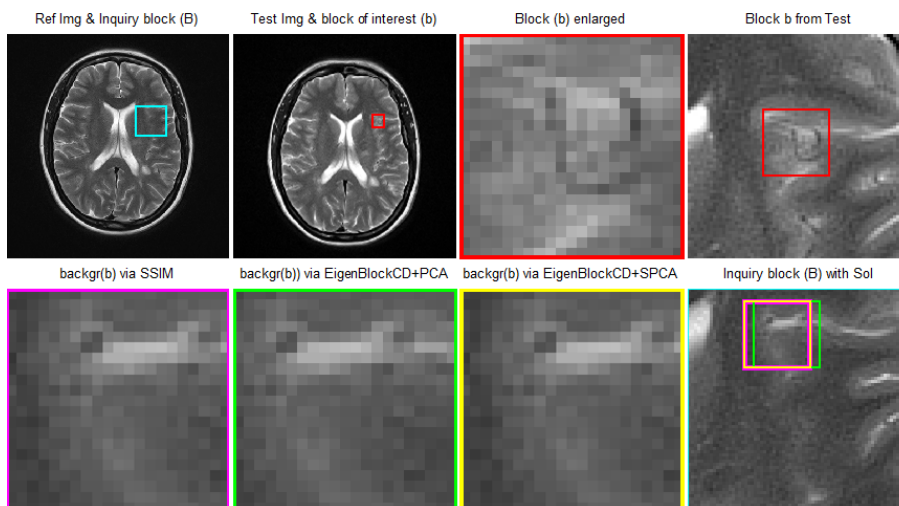 Ref Img & Inquiry block (B)
Test Img & block of interest (b)
Block (b) enlarged
Block b from Test
backgr(b) via SSIM
backgr(b)) via EigenBlockCD+PCA
backgr(b) via EigenBlockCD+SPCA
Inquiry block (B) with Sol